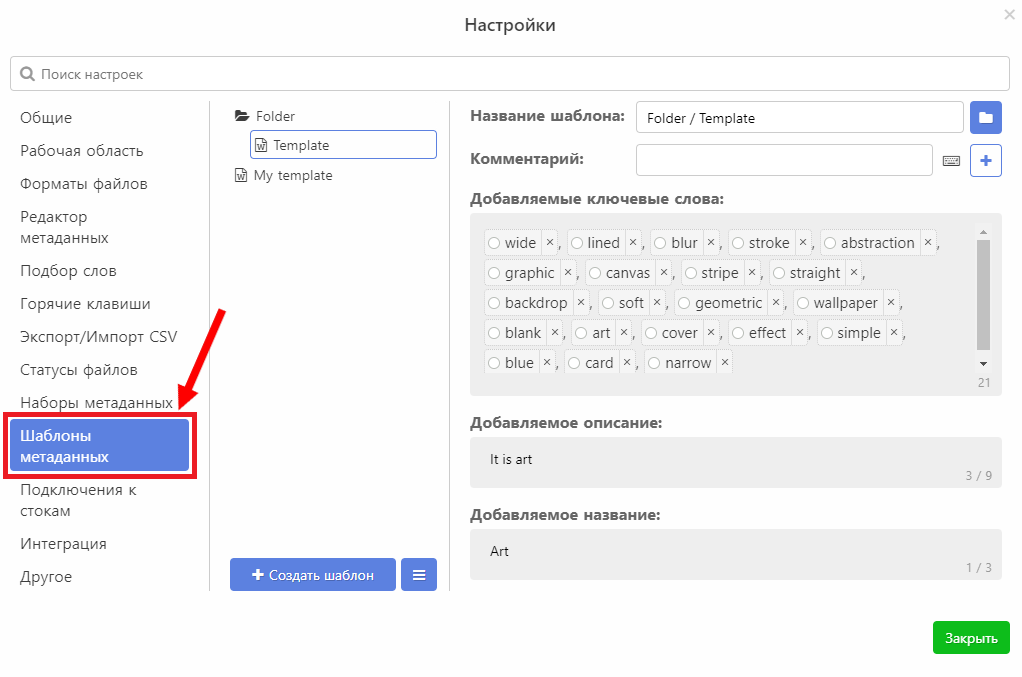 Настройки
Поиск настроек
Общие
Рабочая область
Форматы файлов
Редактор
метаданных
Подбор слов
Горячие клавиши
Экспорт/Импорт CSV
Статусы файлов
Наборы метаданных
Шаблоны
метаданных
Подключения к
стокам
Интеграция
Другое
Folder
Template
My template
Создать шаблон
Название шаблона: Folder / Template
Комментарий:
Добавляемые ключевые слова:
wide ×, lined ×, blur ×, stroke ×, abstraction ×,
graphic ×, canvas ×, stripe ×, straight ×,
backdrop ×, soft ×, geometric ×, wallpaper ×,
blank ×, art ×, cover ×, effect ×, simple ×,
blue ×, card ×, narrow ×
21
Добавляемое описание:
It is art
3 / 9
Добавляемое название:
Art
1 / 3
Закрыть